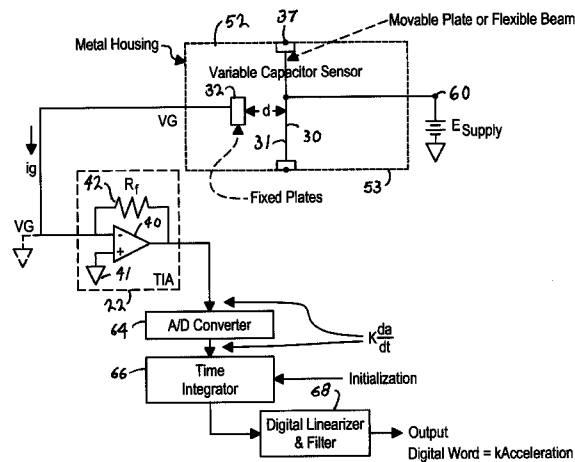 52
37
Movable Plate or Flexible Beam
Metal Housing
Variable Capacitor Sensor
32
60
d
VG
E Supply
31
30
ig
Fixed Plates
53
42
Rf
40
VG
-
+
41
TIA
22
64
A/D Converter
K da/dt
66
Time
Integrator
Initialization
68
Digital Linearizer
& Filter
Output
Digital Word = kAcceleration